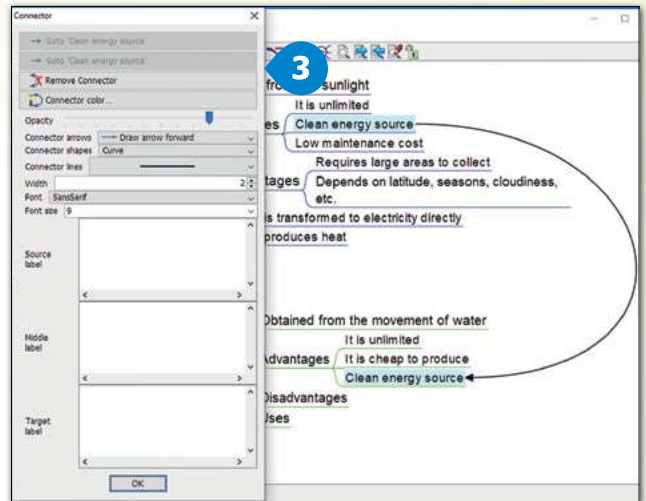 Connector
→ Goto 'Clean energy source'
→ Goto 'Clean energy source'
Remove Connector
Connector color...
Opacity
Connector arrows → Draw arrow forward
Connector shapes Curve
Connector lines
Width 2
Font SansSerif
Font size 9
Source
label
Middle
label
Target
label
OK
3
from sunlight
It is unlimited
es Clean energy source
Low maintenance cost
Requires large areas to collect
tages Depends on latitude, seasons, cloudiness,
etc.
is transformed to electricity directly
produces heat
Obtained from the movement of water
It is unlimited
Advantages It is cheap to produce
Clean energy source
Disadvantages
Uses